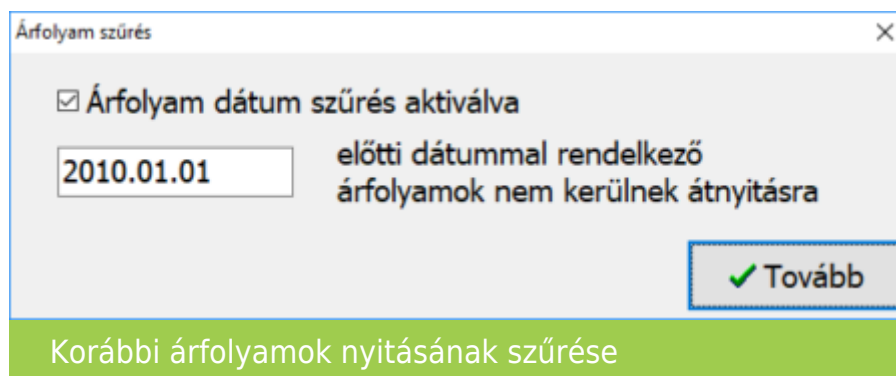 Árfolyam szűrés
Árfolyam dátum szűrés aktiválva
2010.01.01
előtti dátummal rendelkező
árfolyamok nem kerülnek átnyitásra
Tovább
Korábbi árfolyamok nyitásának szűrése